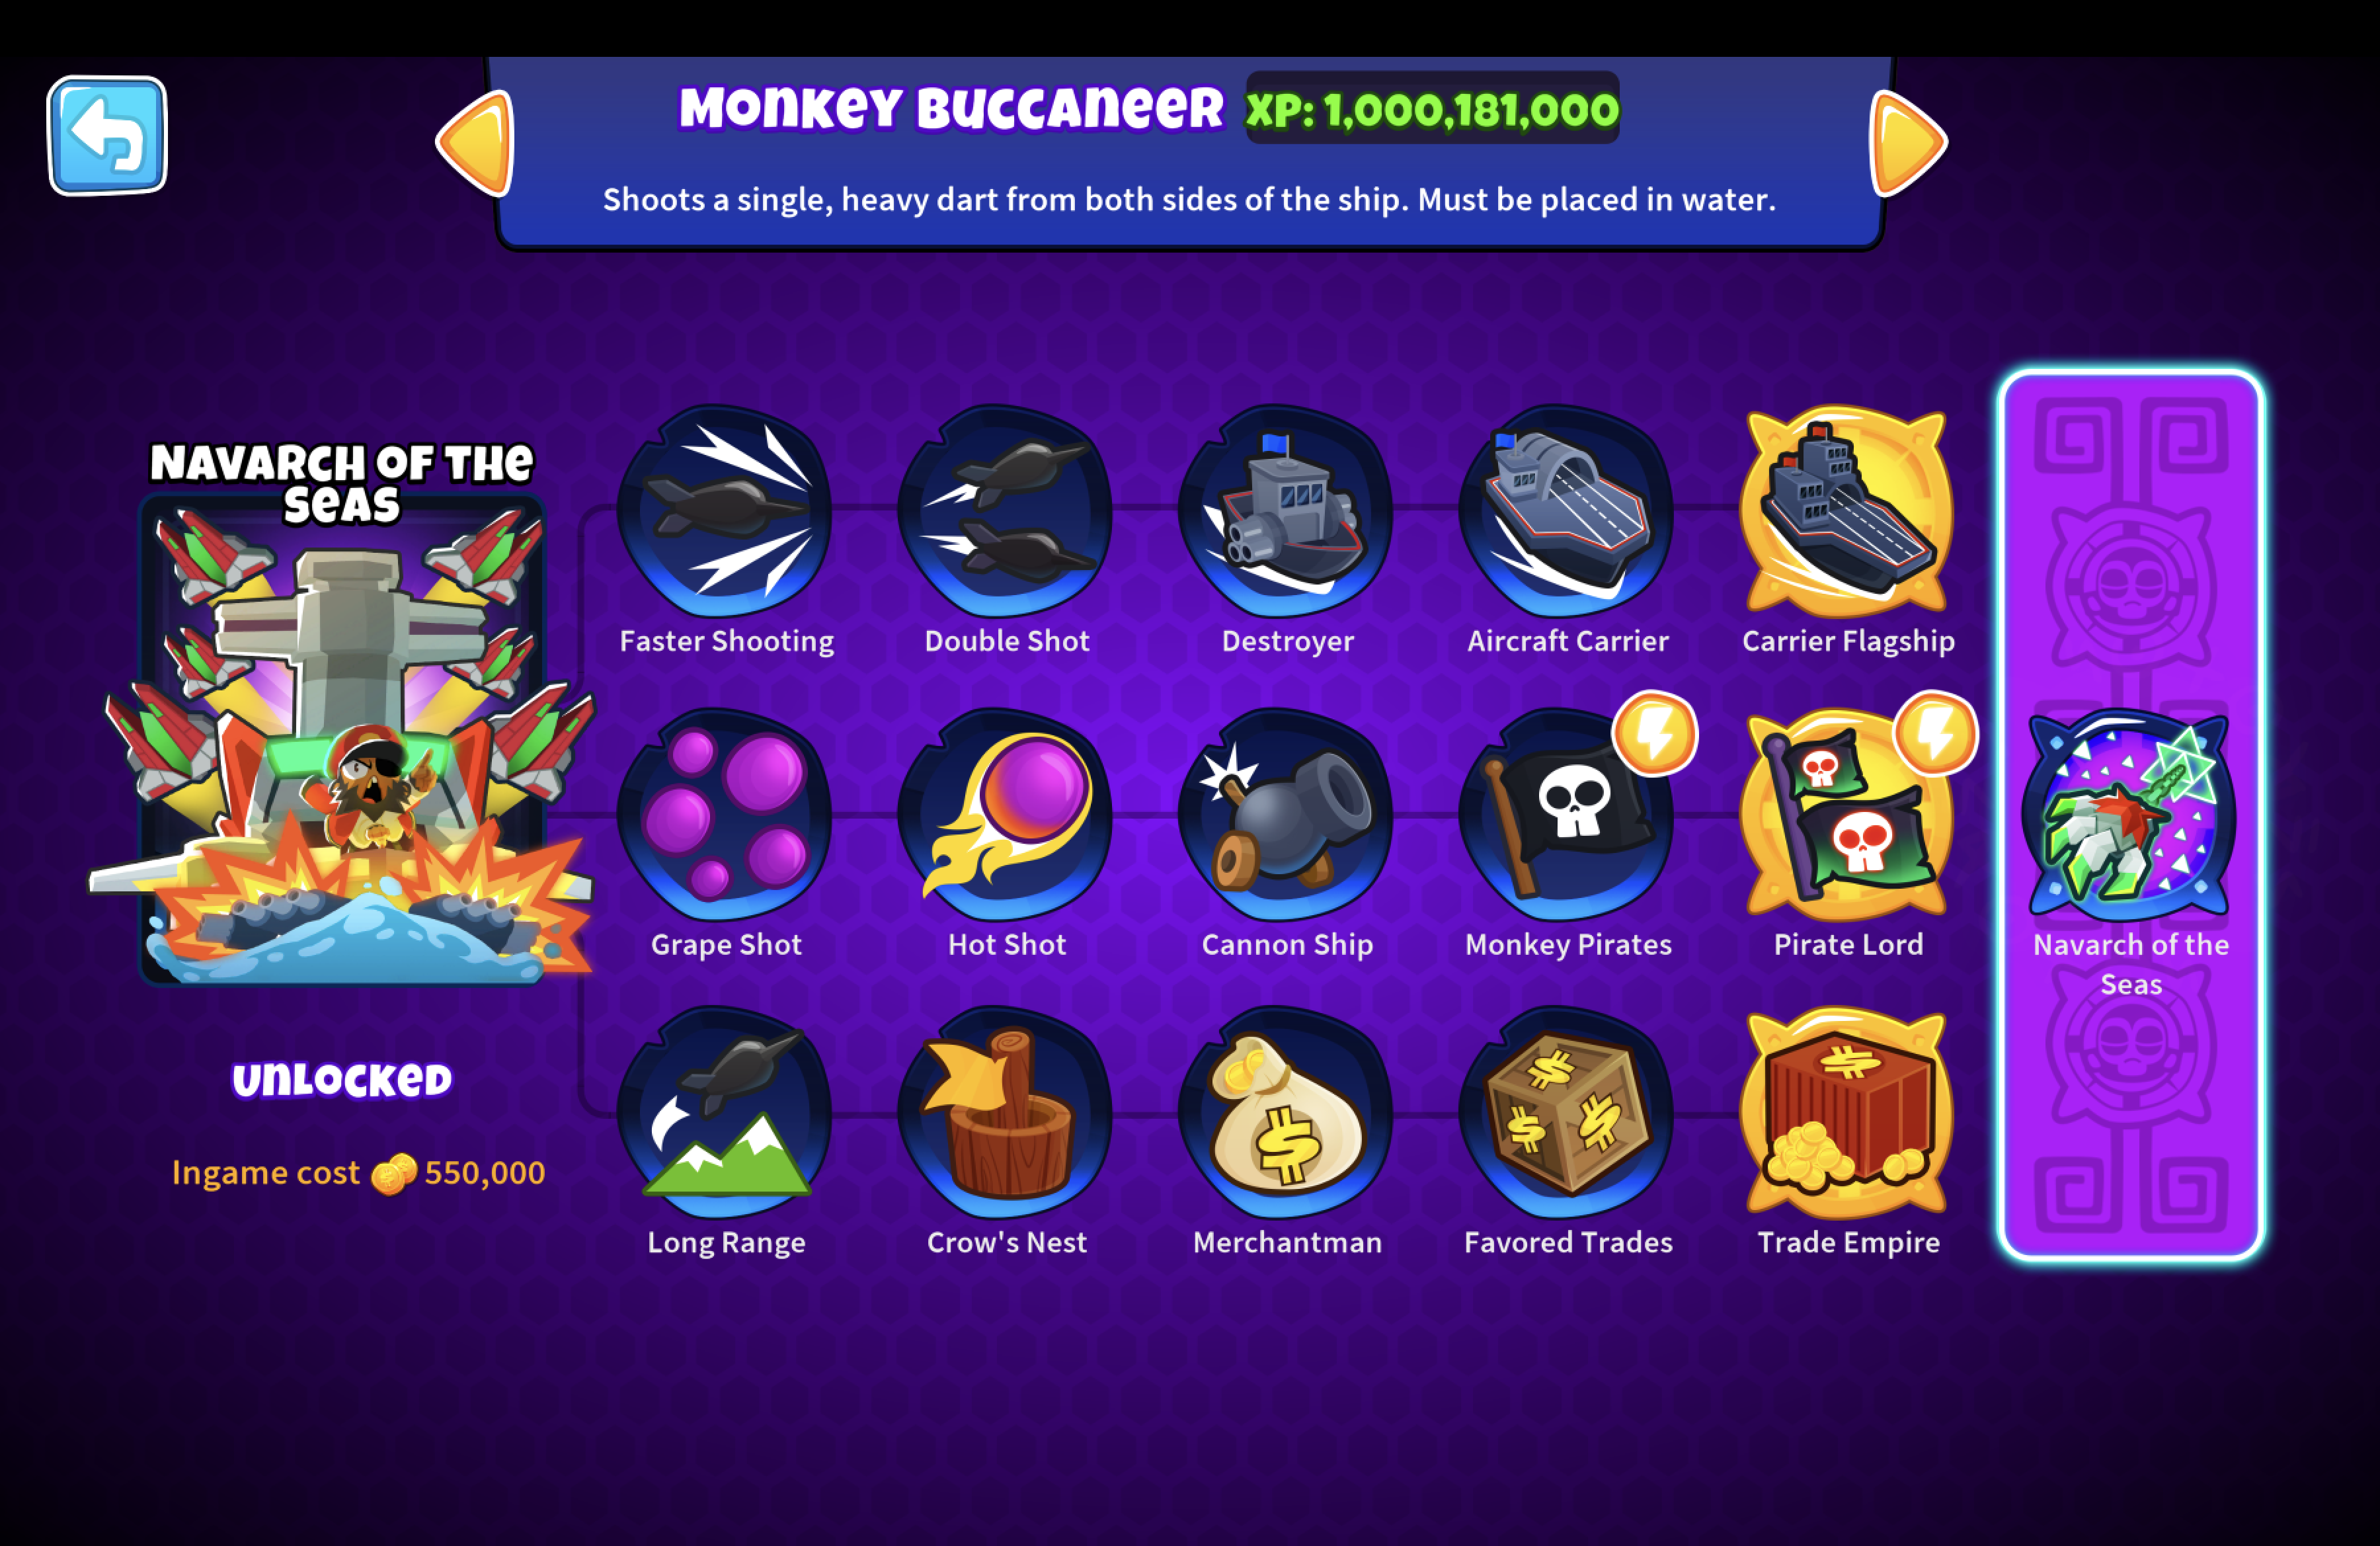 Monkey Buccaneer XP: 1,000,181,000
Shoots a single, heavy dart from both sides of the ship. Must be placed in water.
Navarch of the
Seas
Faster Shooting
Double Shot
Destroyer
Aircraft Carrier
Carrier Flagship
Grape Shot
Hot Shot
Cannon Ship
Monkey Pirates
Pirate Lord
Navarch of the
Seas
Unlocked
Ingame cost 550,000
Long Range
Crow's Nest
Merchantman
Favored Trades
Trade Empire